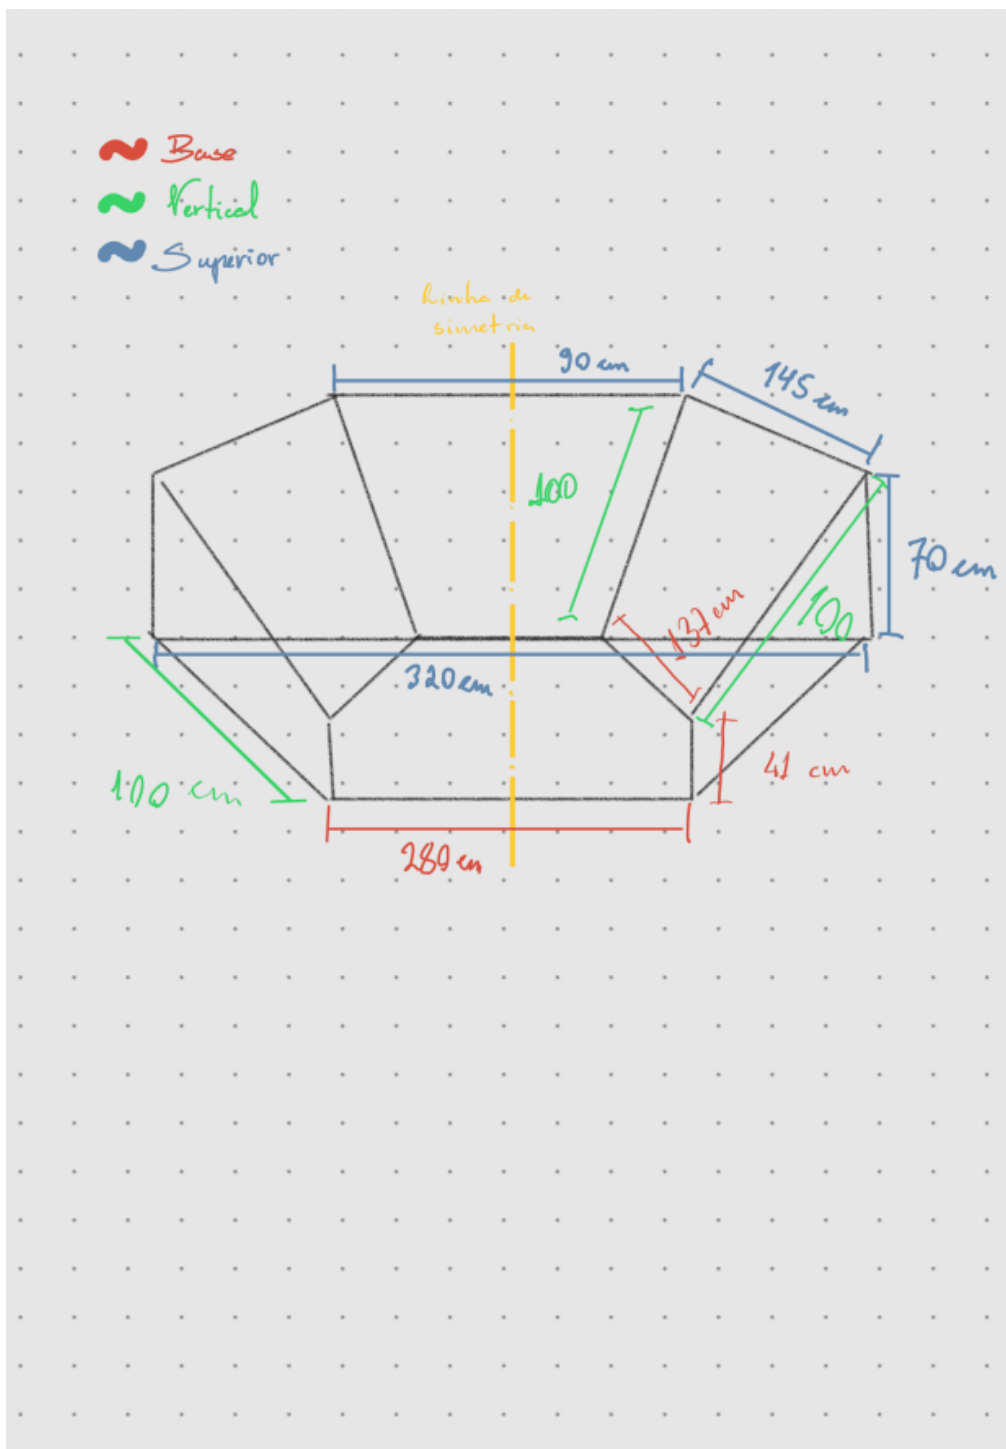 Base
Vertical
Superior
Linha de
simetria
90 cm
145 cm
100
70 cm
137 cm
100
320 cm
41 cm
100 cm
280 cm